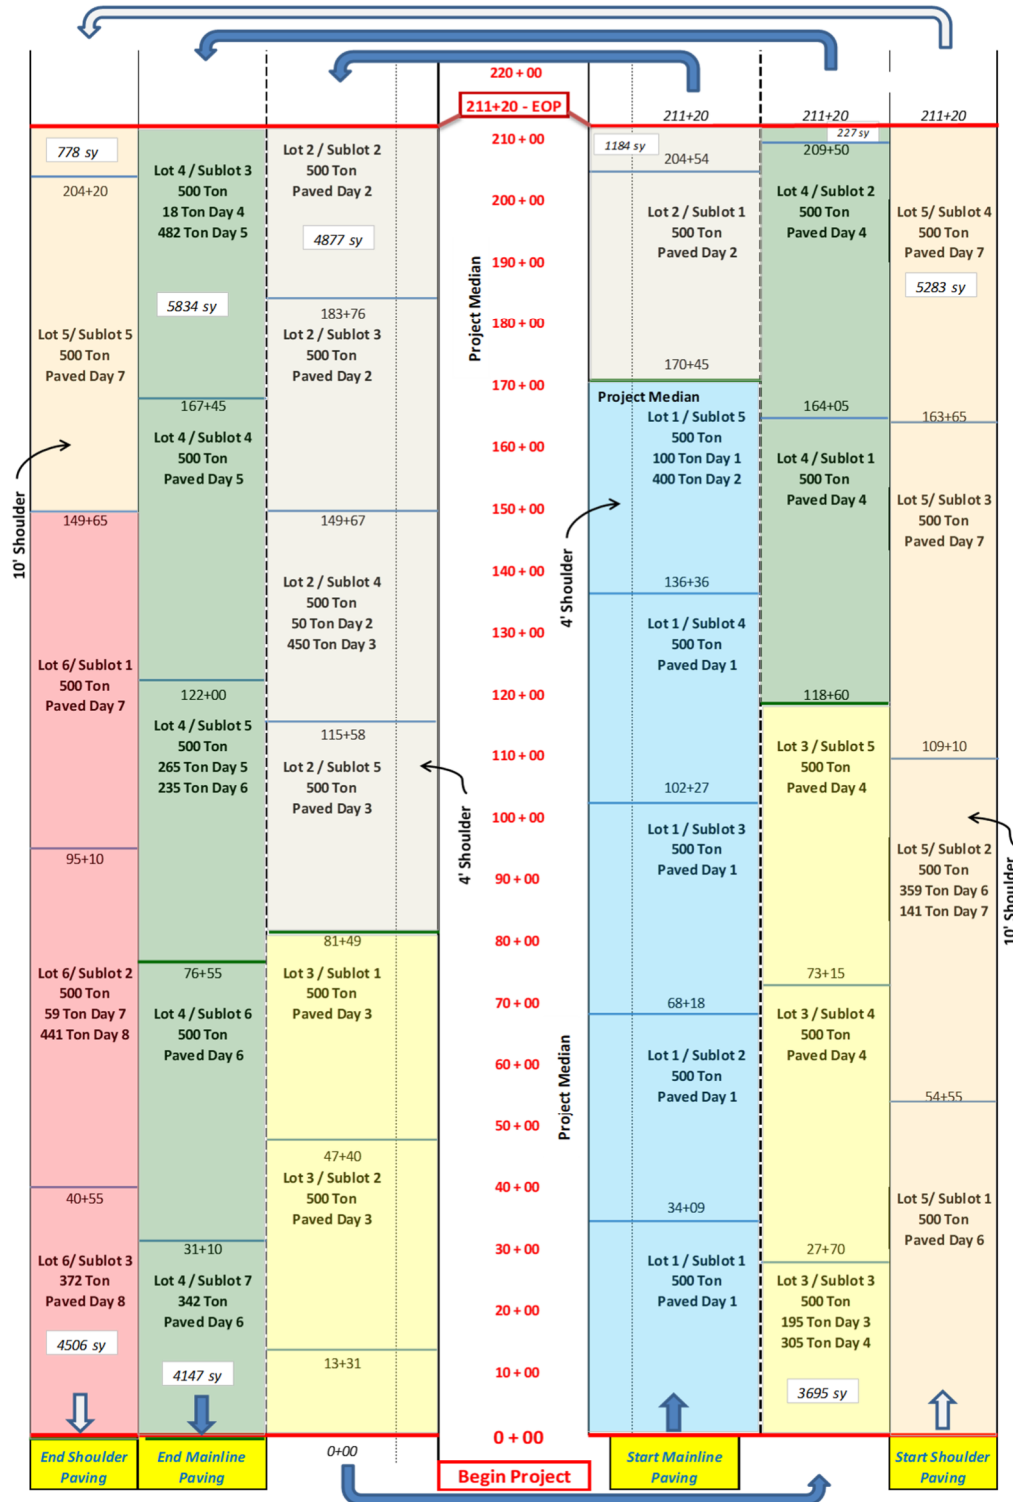 220 + 00
211+20 - EOP
210 + 00
200 + 00
190 + 00
180 + 00
170 + 00
160 + 00
150 + 00
140 + 00
130 + 00
120 + 00
110 + 00
100 + 00
90 + 00
80 + 00
70 + 00
60 + 00
50 + 00
40 + 00
30 + 00
20 + 00
10 + 00
0 + 00
Begin Project
Project Median
Project Median
778 sy
204+20
Lot 5/ Sublot 5
500 Ton
Paved Day 7
10' Shoulder
149+65
Lot 6/ Sublot 1
500 Ton
Paved Day 7
95+10
Lot 6/ Sublot 2
500 Ton
59 Ton Day 7
441 Ton Day 8
40+55
Lot 6/ Sublot 3
372 Ton
Paved Day 8
4506 sy
End Shoulder
Paving
Lot 4 / Sublot 3
500 Ton
18 Ton Day 4
482 Ton Day 5
5834 sy
167+45
Lot 4 / Sublot 4
500 Ton
Paved Day 5
122+00
Lot 4 / Sublot 5
500 Ton
265 Ton Day 5
235 Ton Day 6
76+55
Lot 4 / Sublot 6
500 Ton
Paved Day 6
31+10
Lot 4 / Sublot 7
342 Ton
Paved Day 6
4147 sy
End Mainline
Paving
Lot 2 / Sublot 2
500 Ton
Paved Day 2
4877 sy
183+76
Lot 2 / Sublot 3
500 Ton
Paved Day 2
149+67
Lot 2 / Sublot 4
500 Ton
50 Ton Day 2
450 Ton Day 3
115+58
Lot 2 / Sublot 5
500 Ton
Paved Day 3
4' Shoulder
81+49
Lot 3 / Sublot 1
500 Ton
Paved Day 3
47+40
Lot 3 / Sublot 2
500 Ton
Paved Day 3
13+31
0+00
211+20
1184 sy
204+54
Lot 2 / Sublot 1
500 Ton
Paved Day 2
170+45
Project Median
Lot 1 / Sublot 5
500 Ton
100 Ton Day 1
400 Ton Day 2
4' Shoulder
136+36
Lot 1 / Sublot 4
500 Ton
Paved Day 1
102+27
Lot 1 / Sublot 3
500 Ton
Paved Day 1
68+18
Lot 1 / Sublot 2
500 Ton
Paved Day 1
34+09
Lot 1 / Sublot 1
500 Ton
Paved Day 1
Start Mainline
Paving
211+20
227 sy
209+50
Lot 4 / Sublot 2
500 Ton
Paved Day 4
164+05
Lot 4 / Sublot 1
500 Ton
Paved Day 4
118+60
Lot 3 / Sublot 5
500 Ton
Paved Day 4
73+15
Lot 3 / Sublot 4
500 Ton
Paved Day 4
27+70
Lot 3 / Sublot 3
500 Ton
195 Ton Day 3
305 Ton Day 4
3695 sy
211+20
Lot 5/ Sublot 4
500 Ton
Paved Day 7
5283 sy
163+65
Lot 5/ Sublot 3
500 Ton
Paved Day 7
109+10
Lot 5/ Sublot 2
500 Ton
359 Ton Day 6
141 Ton Day 7
10' Shoulder
54+55
Lot 5/ Sublot 1
500 Ton
Paved Day 6
Start Shoulder
Paving